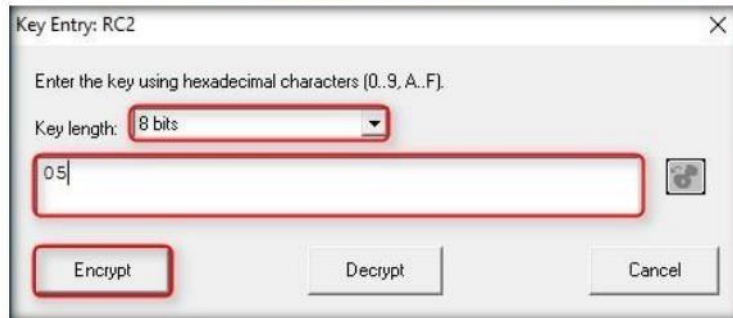 Key Entry: RC2
Enter the key using hexadecimal characters (0..9, A..F).
Key length: 8 bits
05
Encrypt Decrypt Cancel